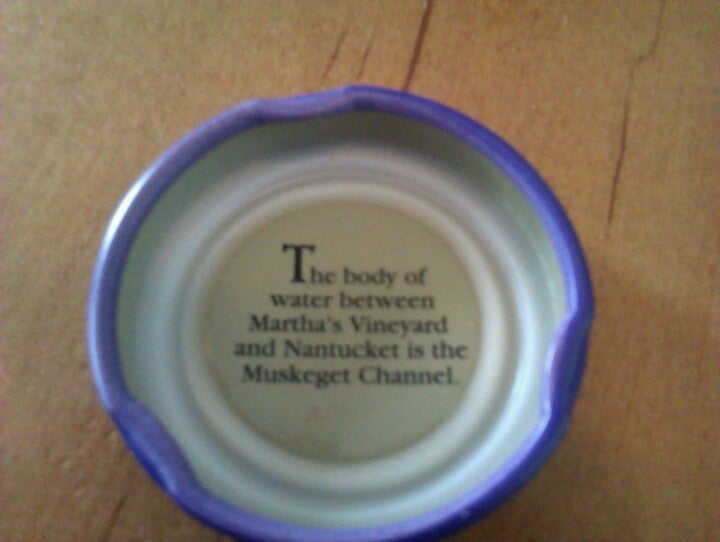 The body of
water between
Martha's Vineyard
and Nantucket is the
Muskeget Channel.